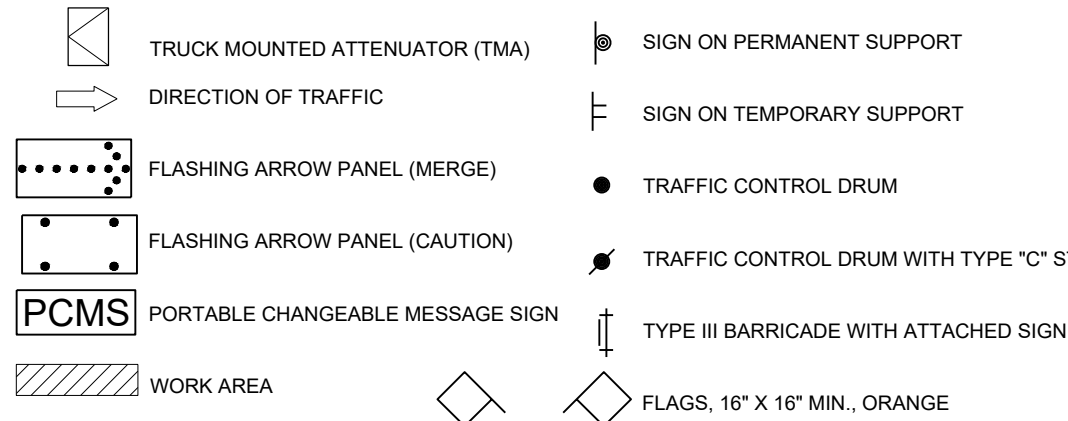 TRUCK MOUNTED ATTENUATOR (TMA)
DIRECTION OF TRAFFIC
FLASHING ARROW PANEL (MERGE)
FLASHING ARROW PANEL (CAUTION)
PCMS PORTABLE CHANGEABLE MESSAGE SIGN
WORK AREA
SIGN ON PERMANENT SUPPORT
SIGN ON TEMPORARY SUPPORT
TRAFFIC CONTROL DRUM
TRAFFIC CONTROL DRUM WITH TYPE "C"
TYPE III BARRICADE WITH ATTACHED SIGN
FLAGS, 16" X 16" MIN., ORANGE